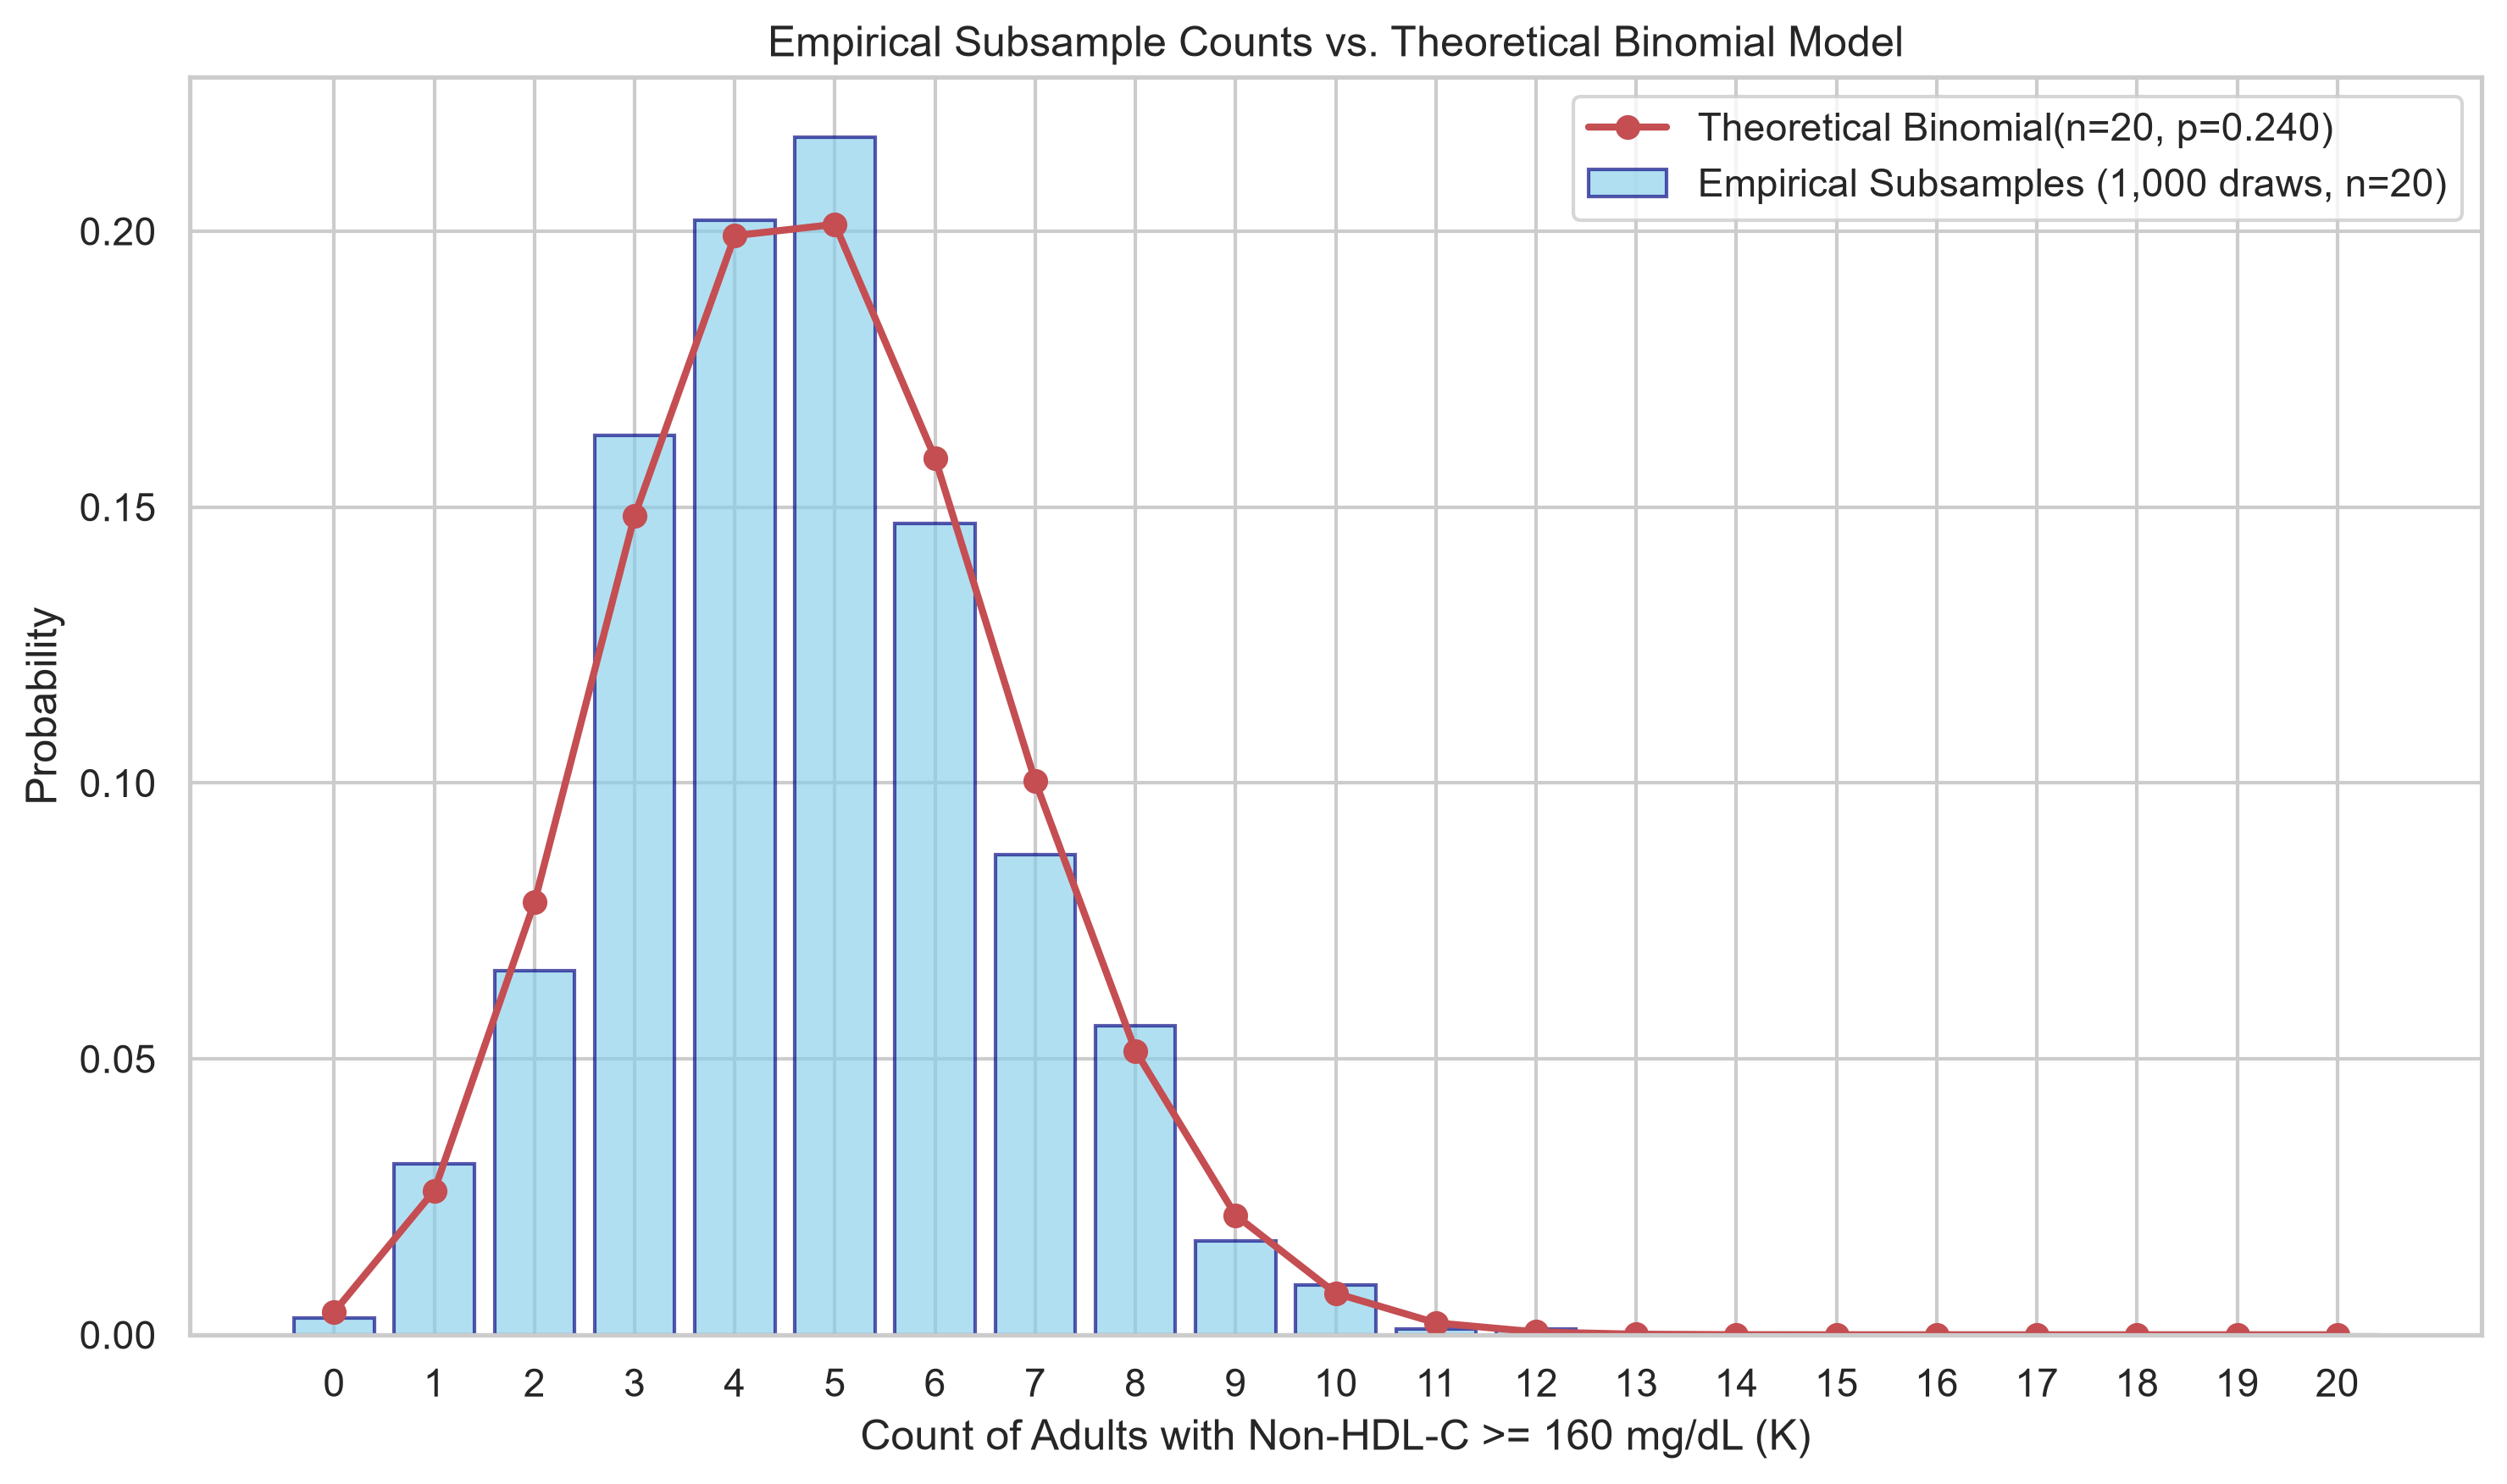 Empirical Subsample Counts vs. Theoretical Binomial Model
Theoretical Binomial(n=20, p=0.240)
Empirical Subsamples (1,000 draws, n=20)
Probability
0.20
0.15
0.10
0.05
0.00
0 1 2 3 4 5 6 7 8 9 10 11 12 13 14 15 16 17 18 19 20
Count of Adults with Non-HDL-C >= 160 mg/dL (K)